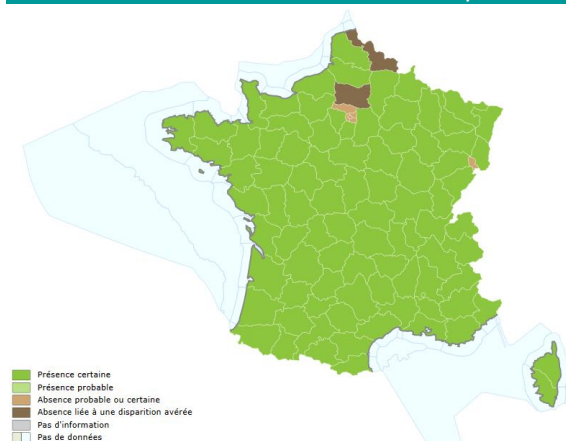 Présence certaine
Présence probable
Absence probable ou certaine
Absence liée à une disparition avérée
Pas d'information
Pas de données